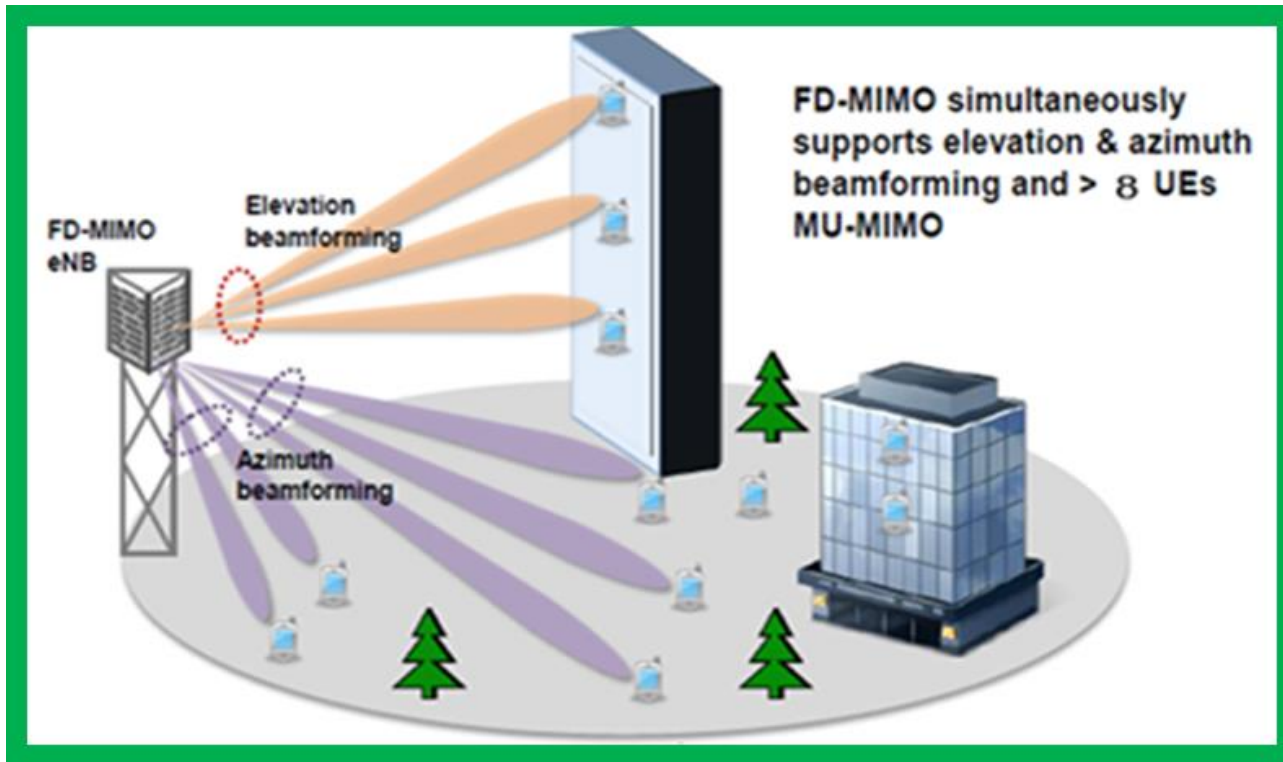 FD-MIMO simultaneously
supports elevation & azimuth
beamforming and > 8 UEs
MU-MIMO
Elevation
beamforming
FD-MIMO
eNB
Azimuth
beamforming